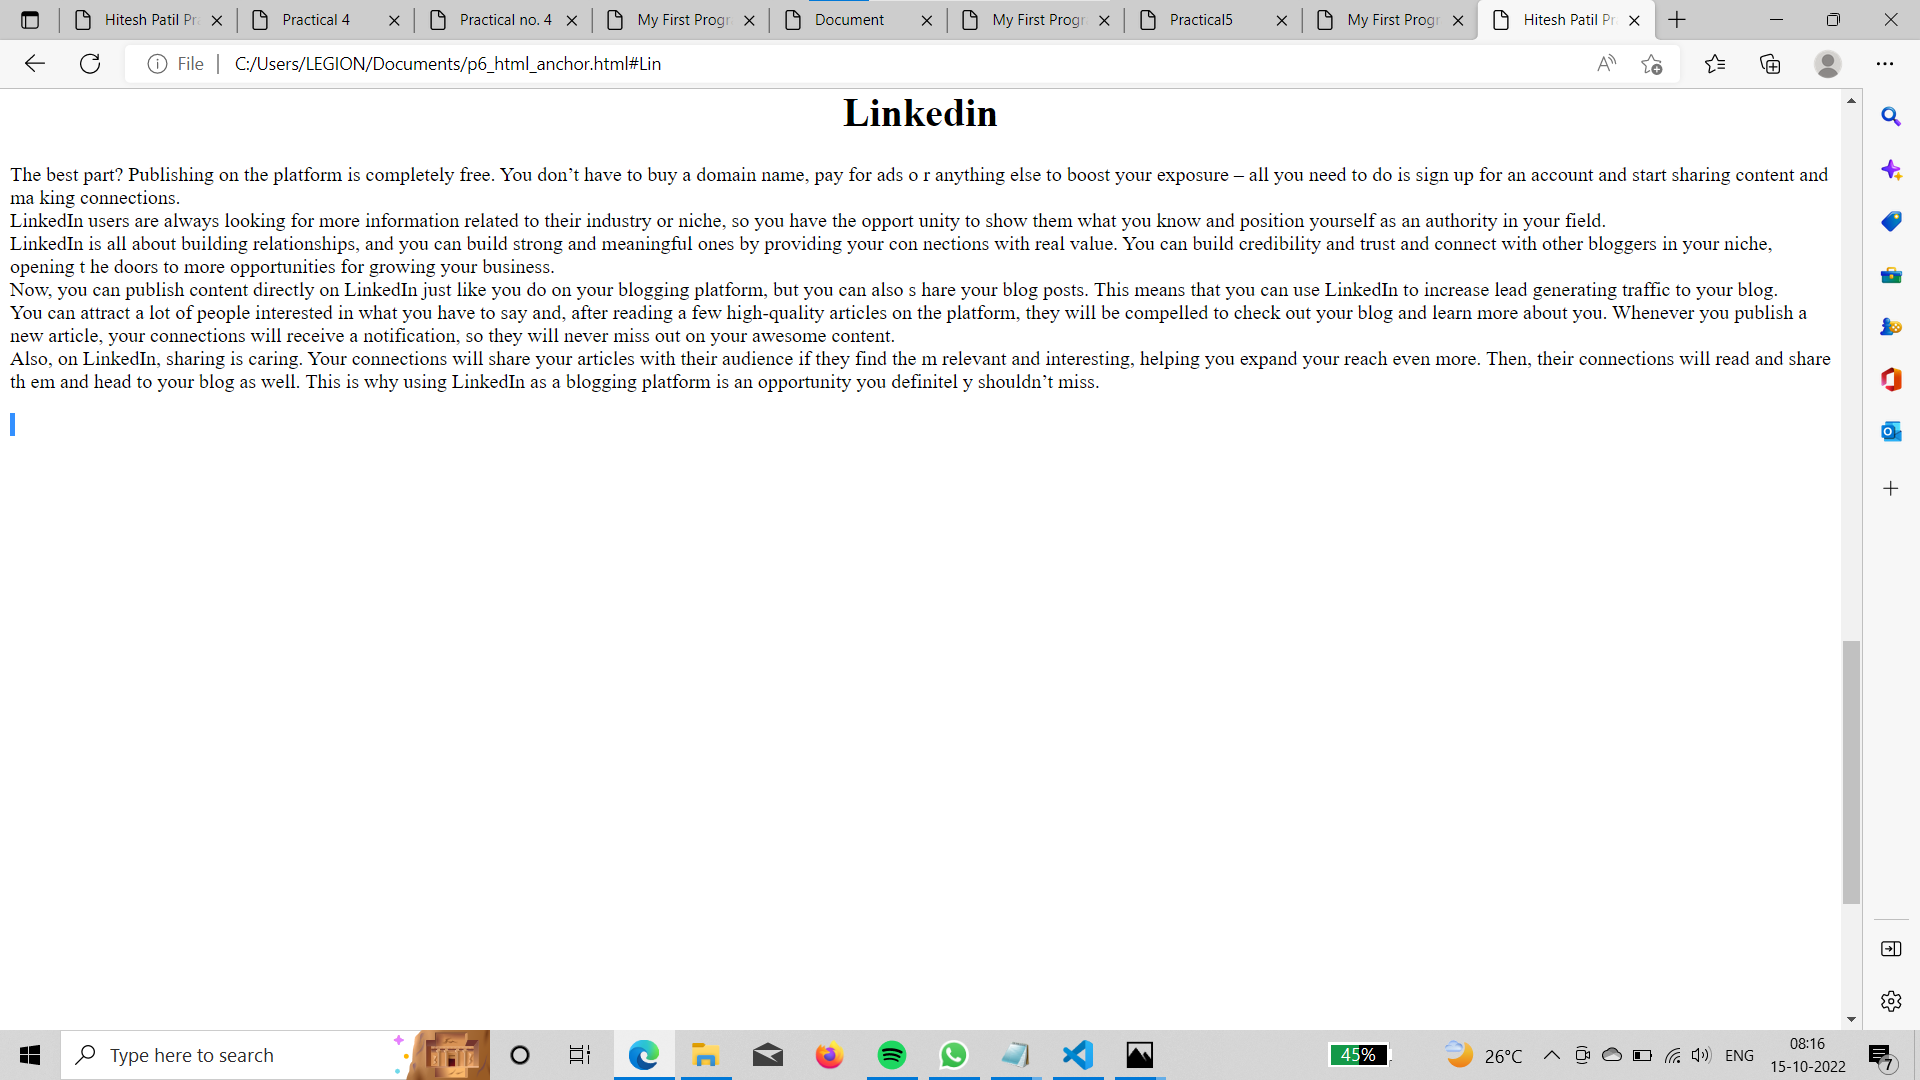 Hitesh Patil Pr
Practical 4
Practical no. 4
My First Progr
Document
My First Progr
Practical5
My First Progr
Hitesh Patil Pr
File
C:/Users/LEGION/Documents/p6_html_anchor.html#Lin
Linkedin
The best part? Publishing on the platform is completely free. You don’t have to buy a domain name, pay for ads o r anything else to boost your exposure – all you need to do is sign up for an account and start sharing content and
ma king connections.
LinkedIn users are always looking for more information related to their industry or niche, so you have the opport unity to show them what you know and position yourself as an authority in your field.
LinkedIn is all about building relationships, and you can build strong and meaningful ones by providing your con nections with real value. You can build credibility and trust and connect with other bloggers in your niche,
opening t he doors to more opportunities for growing your business.
Now, you can publish content directly on LinkedIn just like you do on your blogging platform, but you can also s hare your blog posts. This means that you can use LinkedIn to increase lead generating traffic to your blog.
You can attract a lot of people interested in what you have to say and, after reading a few high-quality articles on the platform, they will be compelled to check out your blog and learn more about you. Whenever you publish a
new article, your connections will receive a notification, so they will never miss out on your awesome content.
Also, on LinkedIn, sharing is caring. Your connections will share your articles with their audience if they find the m relevant and interesting, helping you expand your reach even more. Then, their connections will read and share
th em and head to your blog as well. This is why using LinkedIn as a blogging platform is an opportunity you definitel y shouldn’t miss.
Type here to search
45%
26°C
ENG
08:16
15-10-2022
7